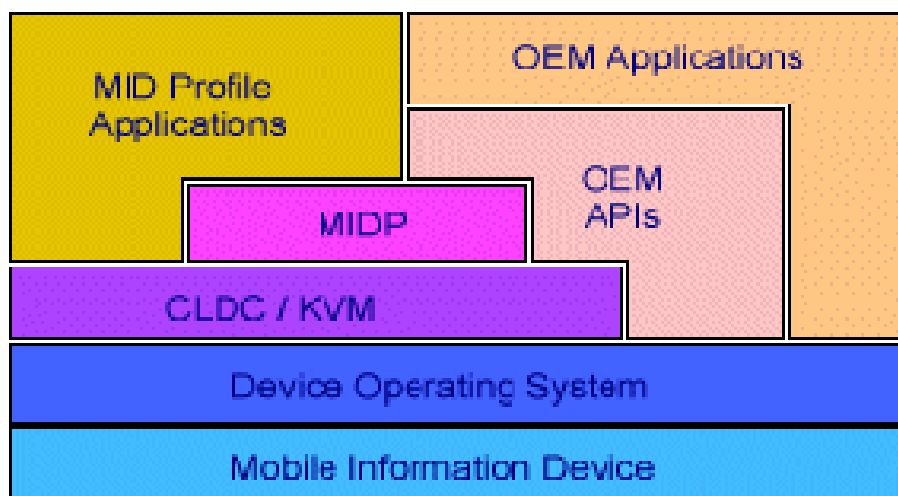 MID Profile
Applications
OEM Applications
OEM
APIs
MIDP
CLDC / KVM
Device Operating System
Mobile Information Device